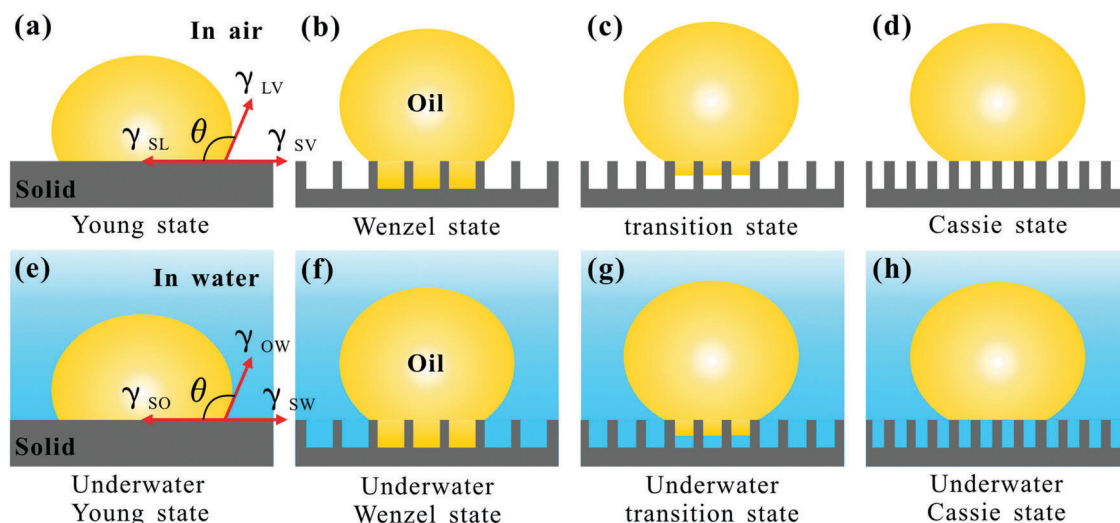 (a)
In air
γ LV
γ SL
θ
γ SV
Solid
Young state
(b)
Oil
Wenzel state
(c)
transition state
(d)
Cassie state
(e)
In water
γ OW
γ SO
θ
γ SW
Solid
Underwater
Young state
(f)
Oil
Underwater
Wenzel state
(g)
Underwater
transition state
(h)
Underwater
Cassie state